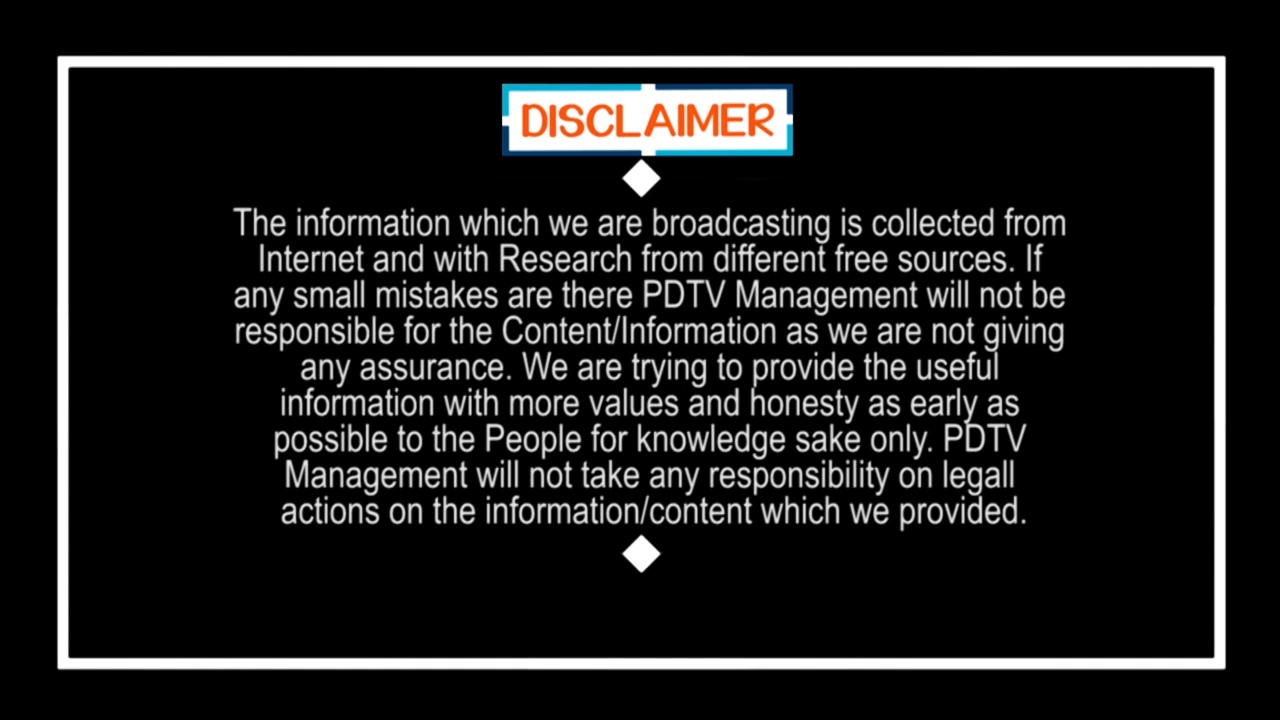 DISCLAIMER
The information which we are broadcasting is collected from
Internet and with Research from different free sources. If
any small mistakes are there PDTV Management will not be
responsible for the Content/Information as we are not giving
any assurance. We are trying to provide the useful
information with more values and honesty as early as
possible to the People for knowledge sake only. PDTV
Management will not take any responsibility on legall
actions on the information/content which we provided.